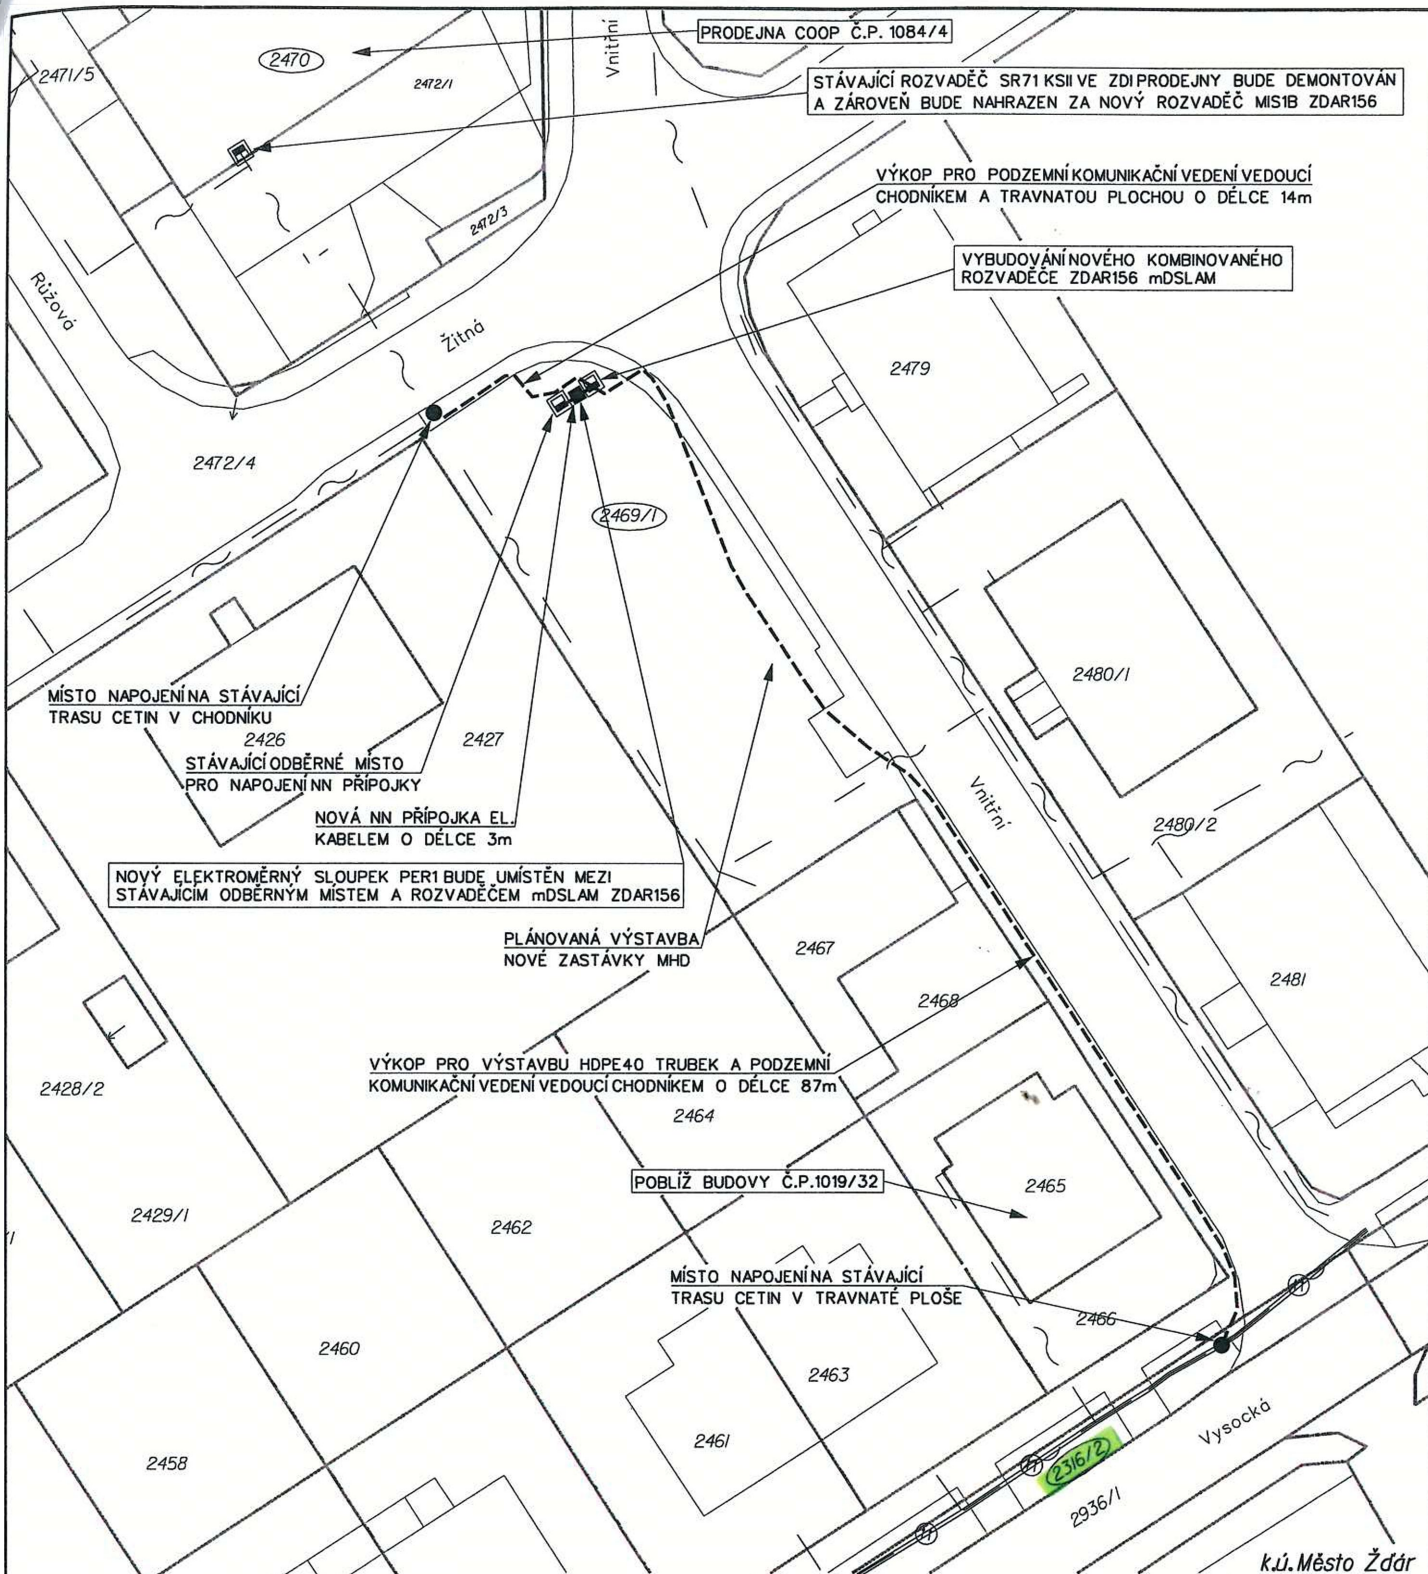 PRODEJNA COOP Č.P. 1084/4
2470
2471/5
2472/1
Vnitřní
STÁVAJÍCÍ ROZVADĚČ SR71 KSII VE ZDI PRODEJNY BUDE DEMONTOVÁN
A ZÁROVEŇ BUDE NAHRAZEN ZA NOVÝ ROZVADĚČ MIS1B ZDAR156
VÝKOP PRO PODZEMNÍ KOMUNIKAČNÍ VEDENÍ VEDOUCÍ
CHODNÍKEM A TRAVNATOU PLOCHOU O DÉLCE 14m
2472/3
VYBUDOVÁNÍ NOVÉHO KOMBINOVANÉHO
ROZVADĚČE ZDAR156 mDSLAM
Růžová
Žitná
2479
2472/4
2469/1
2480/1
MÍSTO NAPOJENÍ NA STÁVAJÍCÍ
TRASU CETIN V CHODNÍKU
2426
2427
STÁVAJÍCÍ ODBĚRNÉ MÍSTO
PRO NAPOJENÍ NN PŘÍPOJKY
Vnitřní
NOVÁ NN PŘÍPOJKA EL.
KABELEM O DÉLCE 3m
2480/2
NOVÝ ELEKTROMĚRNÝ SLOUPEK PER1 BUDE UMÍSTĚN MEZI
STÁVAJÍCÍM ODBĚRNÝM MÍSTEM A ROZVADĚČEM mDSLAM ZDAR156
PLÁNOVANÁ VÝSTAVBA
NOVÉ ZASTÁVKY MHD
2467
2481
2468
VÝKOP PRO VÝSTAVBU HDPE40 TRUBEK A PODZEMNÍ
KOMUNIKAČNÍ VEDENÍ VEDOUCÍ CHODNÍKEM O DÉLCE 87m
2428/2
2464
POBLÍŽ BUDOVY Č.P.1019/32
2465
2429/1
2462
MÍSTO NAPOJENÍ NA STÁVAJÍCÍ
TRASU CETIN V TRAVNATÉ PLOŠE
2466
2460
2463
Vysocká
2461
2458
2316/2
2936/1
k.ú. Město Žďár